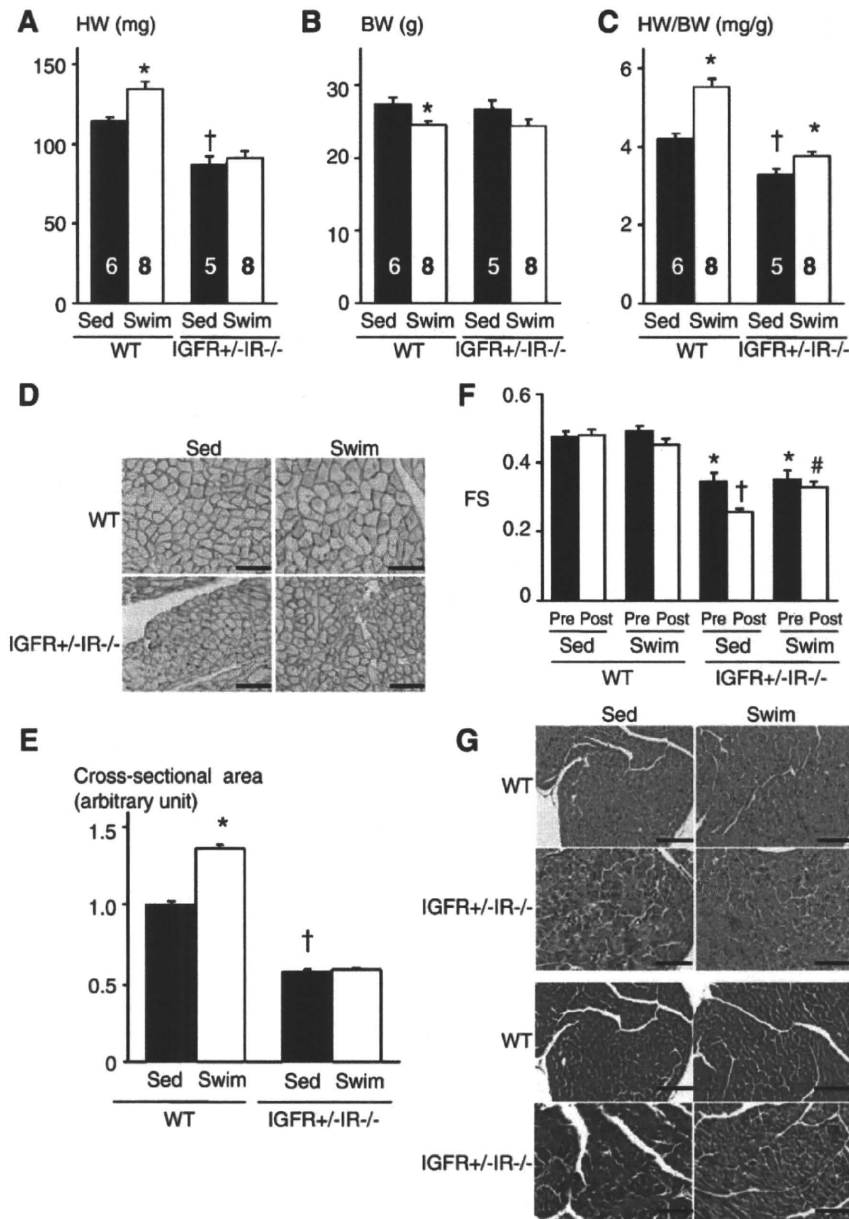 A HW (mg)
150
100
50
0
*
†
6 8 5 8
Sed Swim Sed Swim
WT IGFR+/-IR-/-
B BW (g)
30
20
10
0
*
6 8 5 8
Sed Swim Sed Swim
WT IGFR+/-IR-/-
C HW/BW (mg/g)
6
4
2
0
*
† *
6 8 5 8
Sed Swim Sed Swim
WT IGFR+/-IR-/-
D
Sed Swim
WT
IGFR+/-IR-/-
E
Cross-sectional area
(arbitrary unit)
1.5
1.0
0.5
0
*
†
Sed Swim Sed Swim
WT IGFR+/-IR-/-
F
FS
0.6
0.4
0.2
0
* † * #
Pre Post Pre Post Pre Post Pre Post
Sed Swim Sed Swim
WT IGFR+/-IR-/-
G
Sed Swim
WT
IGFR+/-IR-/-
WT
IGFR+/-IR-/-